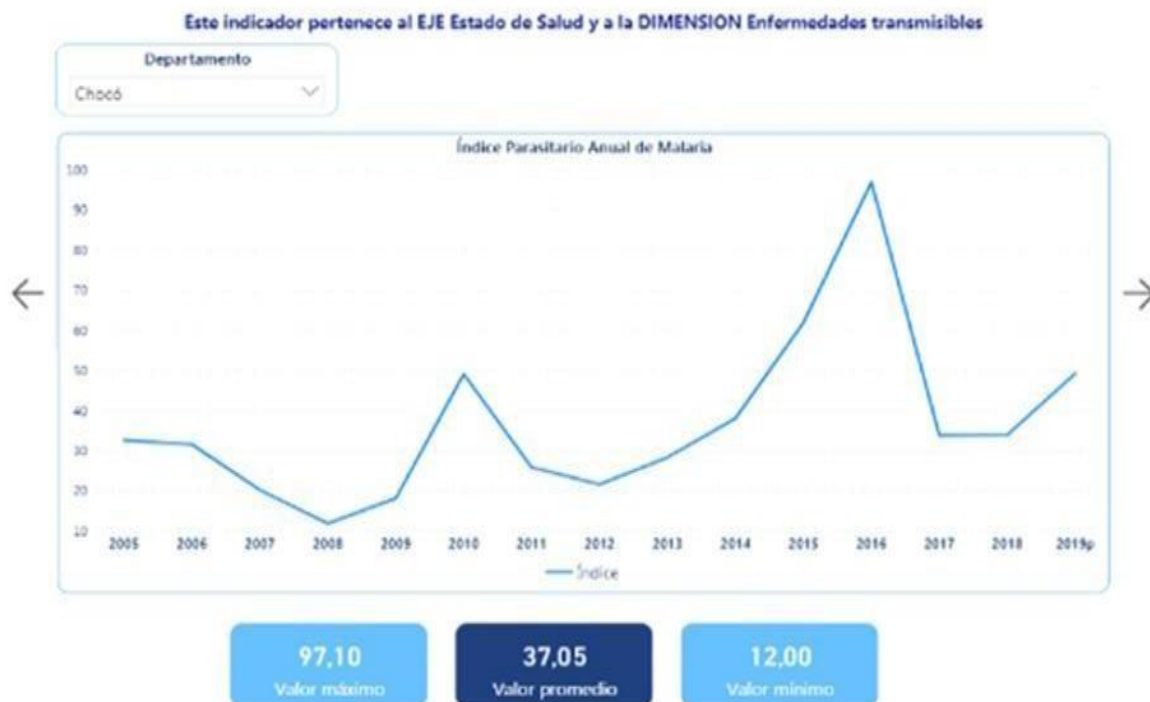 Este indicador pertenece al EJE Estado de Salud y a la DIMENSION Enfermedades transmisibles
Departamento
Chocó
Índice Parasitario Anual de Malaria
100
90
80
70
60
50
40
30
20
10
2005 2006 2007 2008 2009 2010 2011 2012 2013 2014 2015 2016 2017 2018 2019p
Índice
97,10 37,05 12,00
Valor máximo Valor promedio Valor mínimo